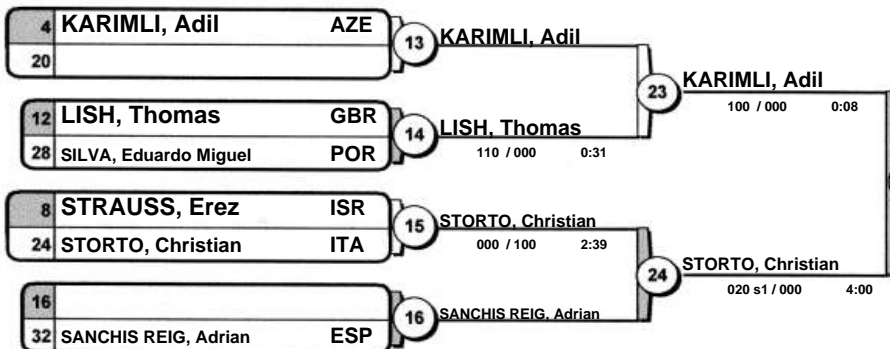 4 KARIMLI, Adil AZE
20
13 KARIMLI, Adil
12 LISH, Thomas GBR
28 SILVA, Eduardo Miguel POR
14 LISH, Thomas
110 / 000 0:31
23 KARIMLI, Adil
100 / 000 0:08
8 STRAUSS, Erez ISR
24 STORTO, Christian ITA
15 STORTO, Christian
000 / 100 2:39
16
32 SANCHIS REIG, Adrian ESP
16 SANCHIS REIG, Adrian
24 STORTO, Christian
020 s1 / 000 4:00